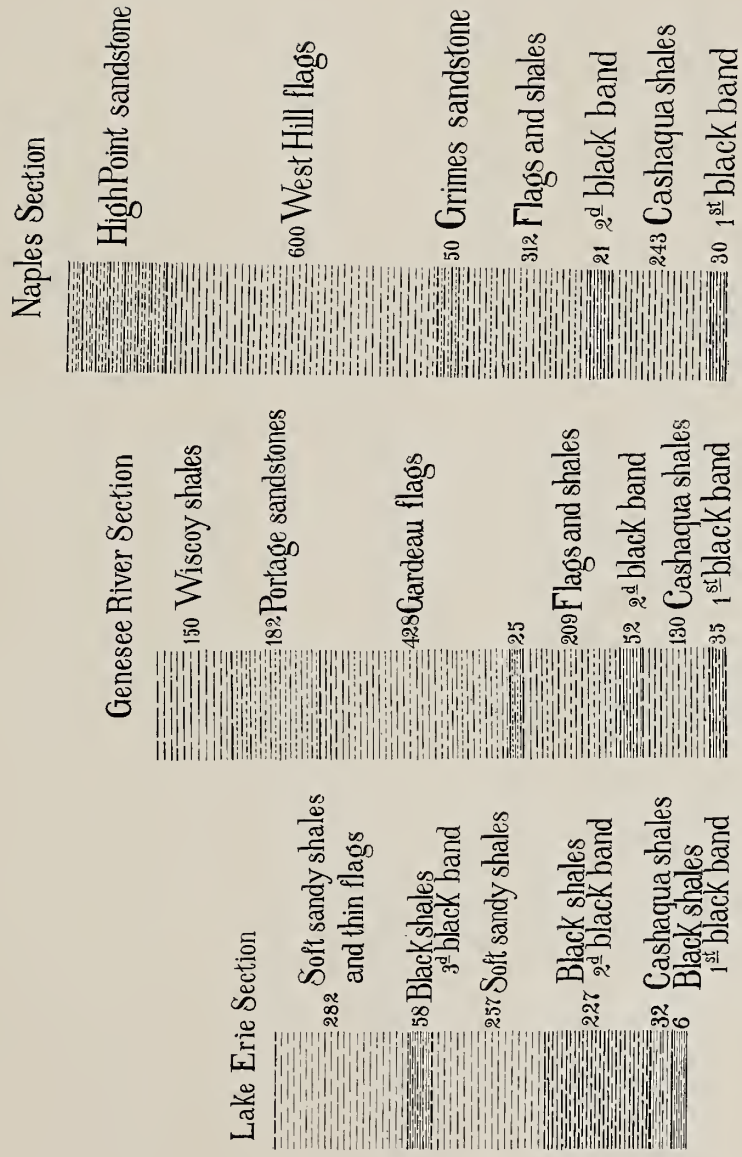 Lake Erie Section
282 Soft sandy shales
and thin flags
58 Black shales
3d black band
257 Soft sandy shales
227 Black shales
2d black band
32 Cashaqua shales
6 Black shales
1st black band
Genesee River Section
150 Wiscoy shales
182 Portage sandstones
428 Gardeau flags
25
209 Flags and shales
52 2d black band
130 Cashaqua shales
35 1st black band
Naples Section
High Point sandstone
600 West Hill flags
50 Grimes sandstone
312 Flags and shales
21 2d black band
243 Cashaqua shales
30 1st black band